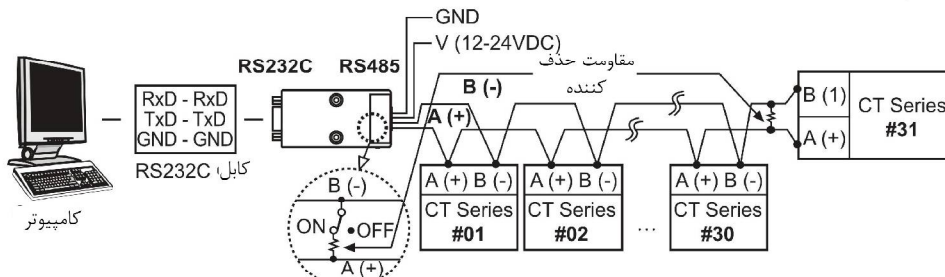 GND
V (12-24VDC)
RS232C
RS485
مقاومت حذف
کننده
B (-)
A (+)
RxD - RxD
TxD - TxD
GND - GND
کابل، RS232C
کامپیوتر
B (-)
ON
OFF
A (+)
A (+) B (-)
CT Series
#01
A (+) B (-)
CT Series
#02
...
A (+) B (-)
CT Series
#30
B (1)
A (+)
CT Series
#31